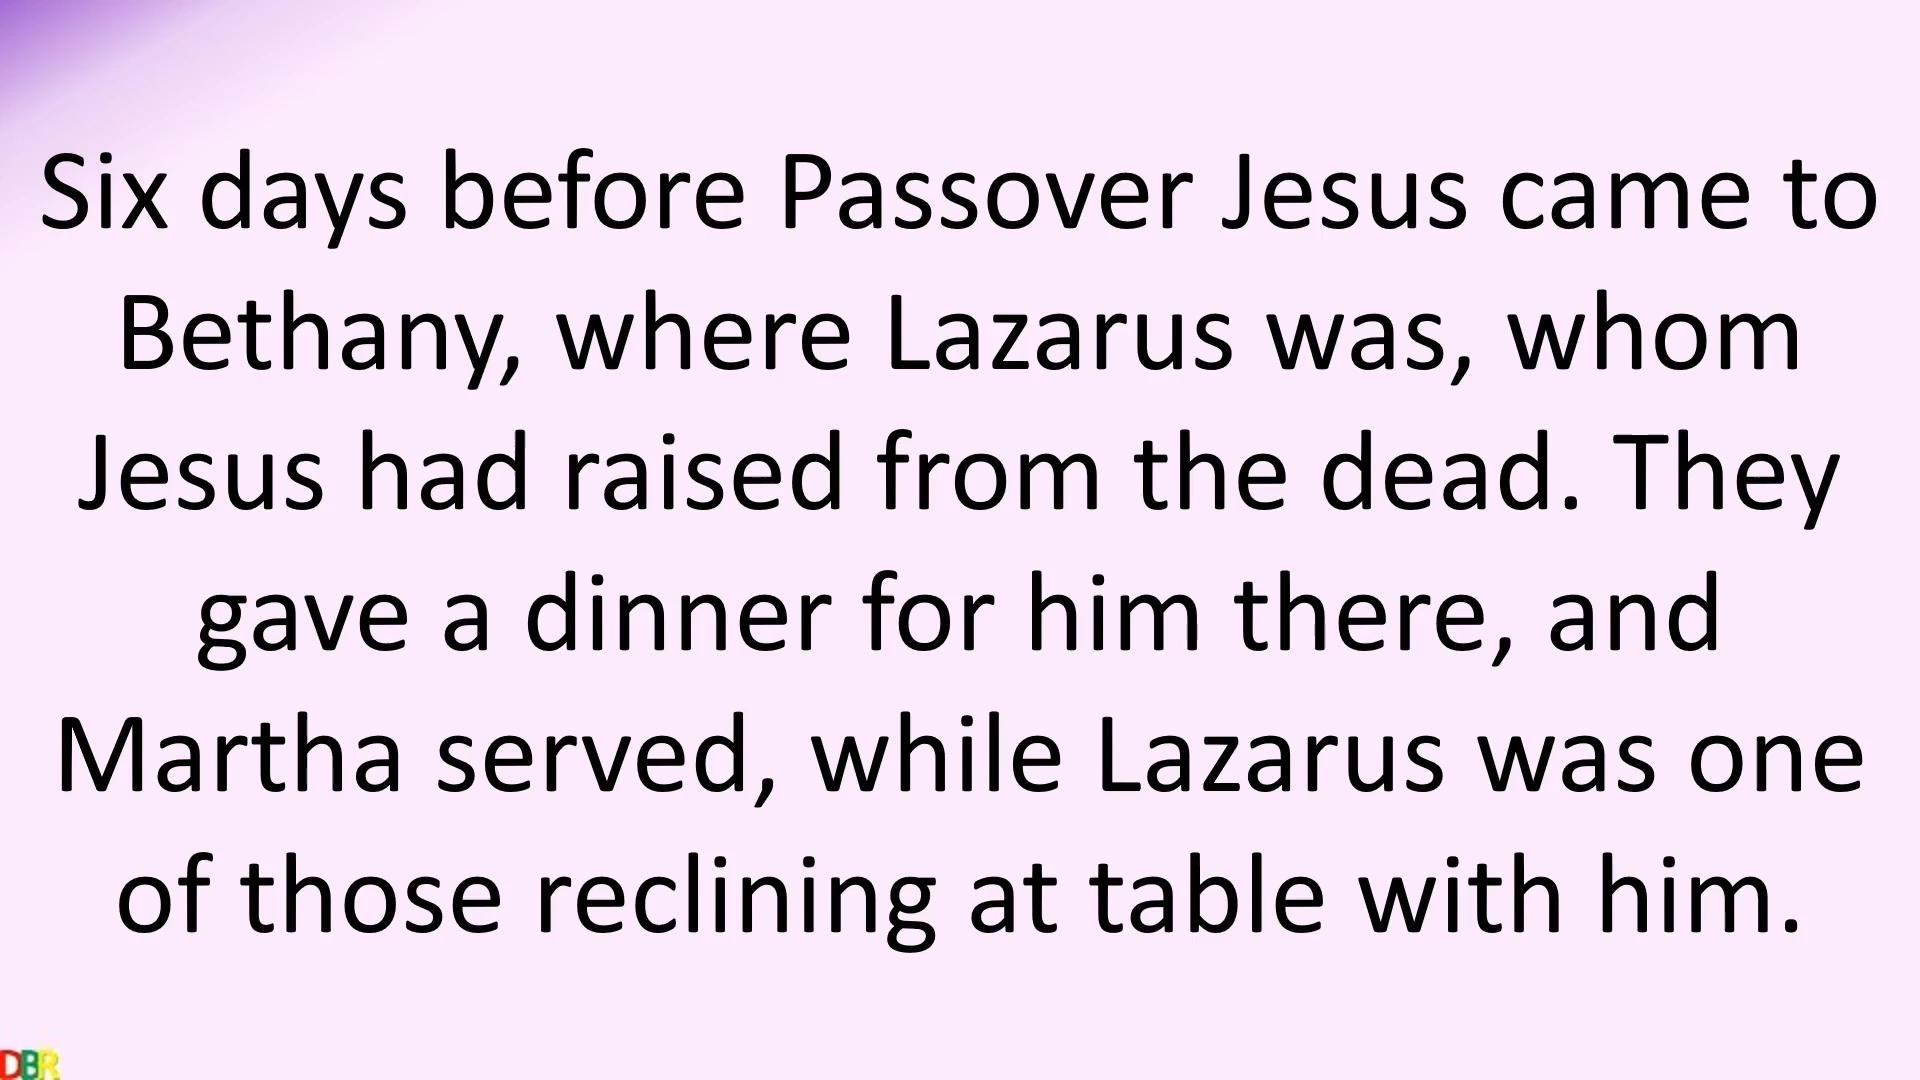 Six days before Passover Jesus came to
Bethany, where Lazarus was, whom
Jesus had raised from the dead. They
gave a dinner for him there, and
Martha served, while Lazarus was one
of those reclining at table with him.
DBR